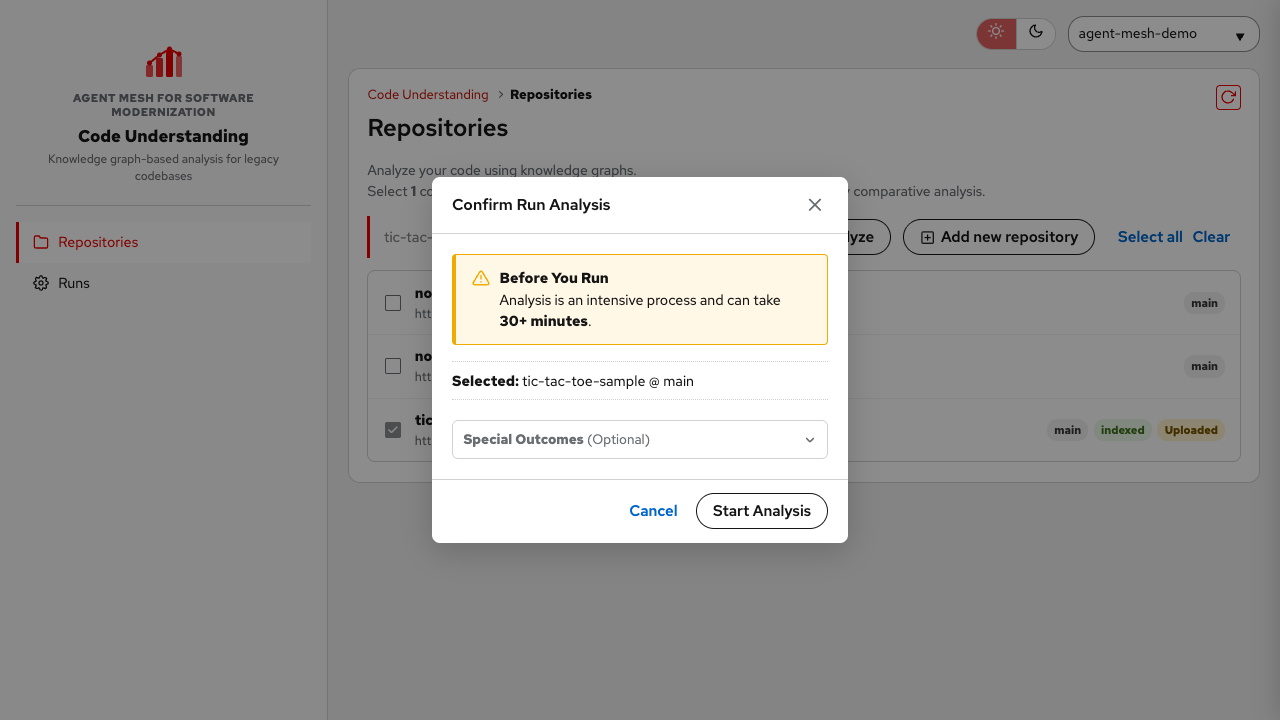 agent-mesh-demo
AGENT MESH FOR SOFTWARE
MODERNIZATION
Code Understanding
Knowledge graph-based analysis for legacy
codebases
Repositories
Runs
Code Understanding > Repositories
Repositories
Analyze your code using knowledge graphs.
Select 1 comparative analysis.
tic-tac-
Add new repository
Select all Clear
main
main
main indexed Uploaded
Confirm Run Analysis
Before You Run
Analysis is an intensive process and can take
30+ minutes.
Selected: tic-tac-toe-sample @ main
Special Outcomes (Optional)
Cancel Start Analysis